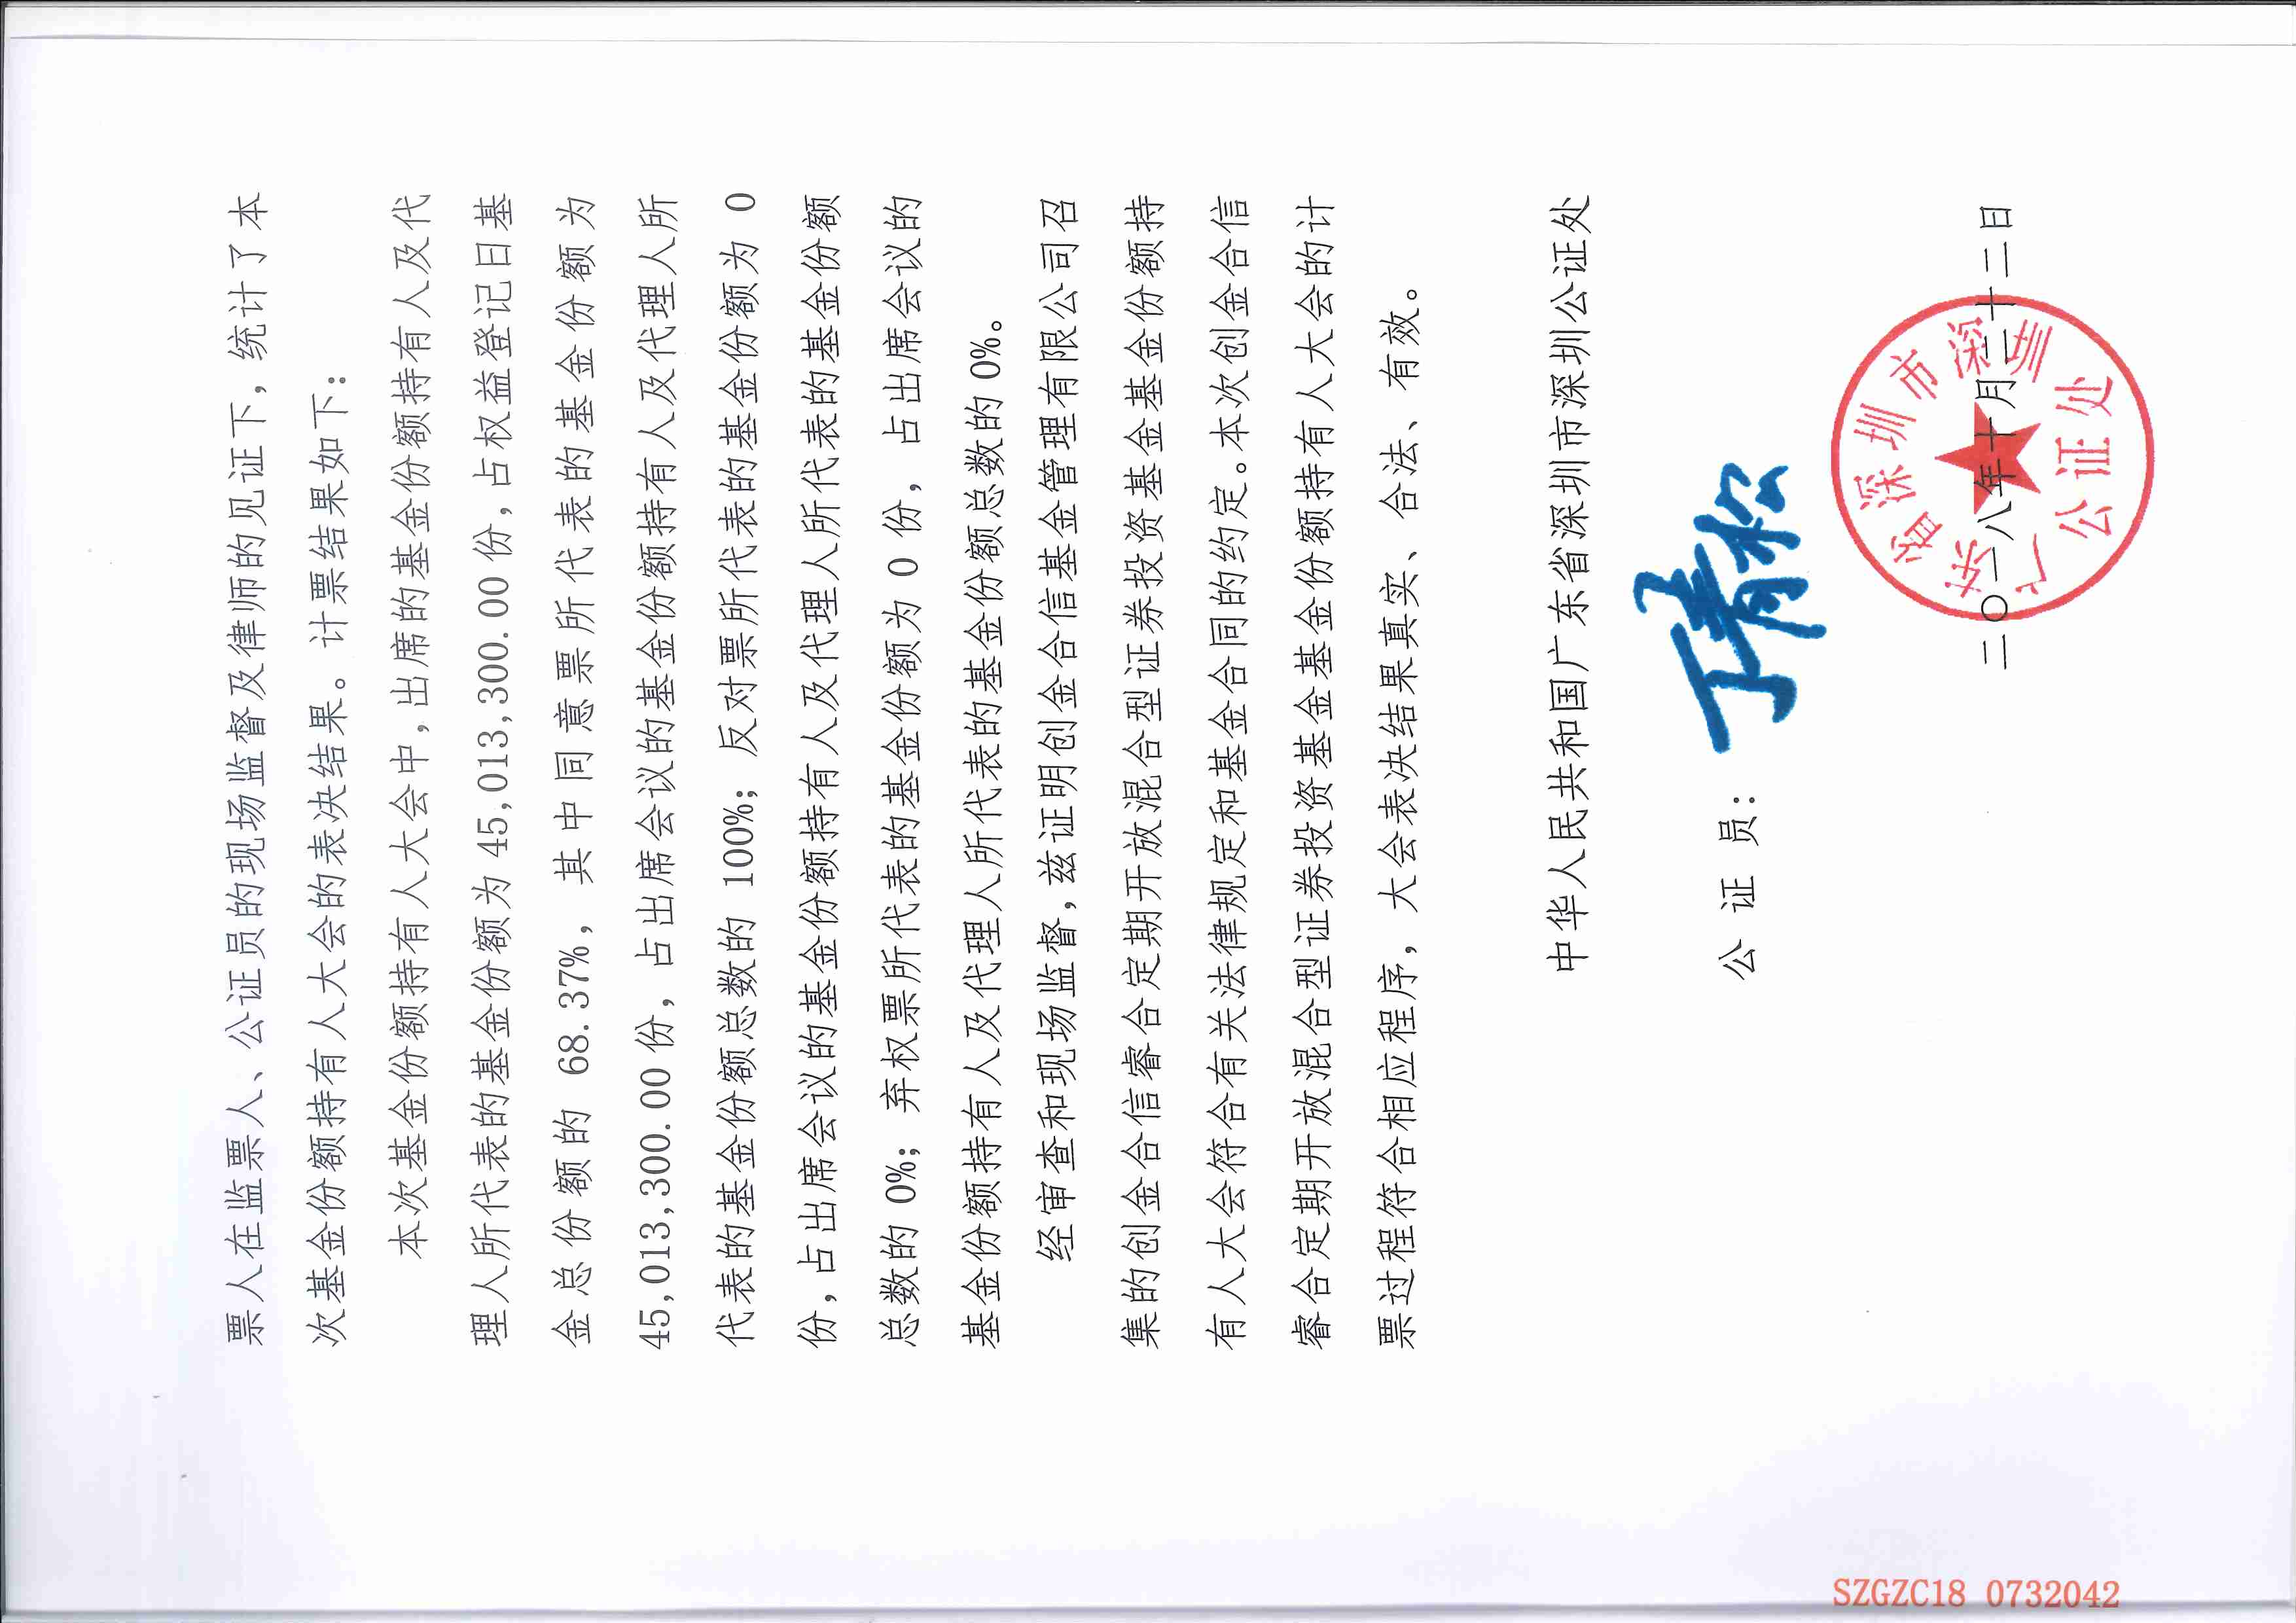 票人在监票人、公证员的现场监督及律师的见证下，统计了本
次基金份额持有人大会的表决结果。计票结果如下：
本次基金份额持有人大会中，出席的基金份额持有人及代
理人所代表的基金份额为 45,013,300.00 份，占权益登记日基
金总份额的 68.37%，其中同意票所代表的基金份额为
45,013,300.00 份，占出席会议的基金份额持有人及代理人所
代表的基金份额总数的 100%；反对票所代表的基金份额为 0
份，占出席会议的基金份额持有人及代理人所代表的基金份额
总数的 0%；弃权票所代表的基金份额为 0 份，占出席会议的
基金份额持有人及代理人所代表的基金份额总数的 0%。
经审查和现场监督，兹证明创金合信基金管理有限公司召
集的创金合信睿合定期开放混合型证券投资基金基金份额持
有人大会符合有关法律规定和基金合同的约定。本次创金合信
睿合定期开放混合型证券投资基金基金份额持有人大会的计
票过程符合相应程序，大会表决结果真实、合法、有效。
中华人民共和国广东省深圳市深圳公证处
公 证 员：
二〇一八年十月二十二日
广东省深圳市深圳
公证处
SZGZC18 0732042